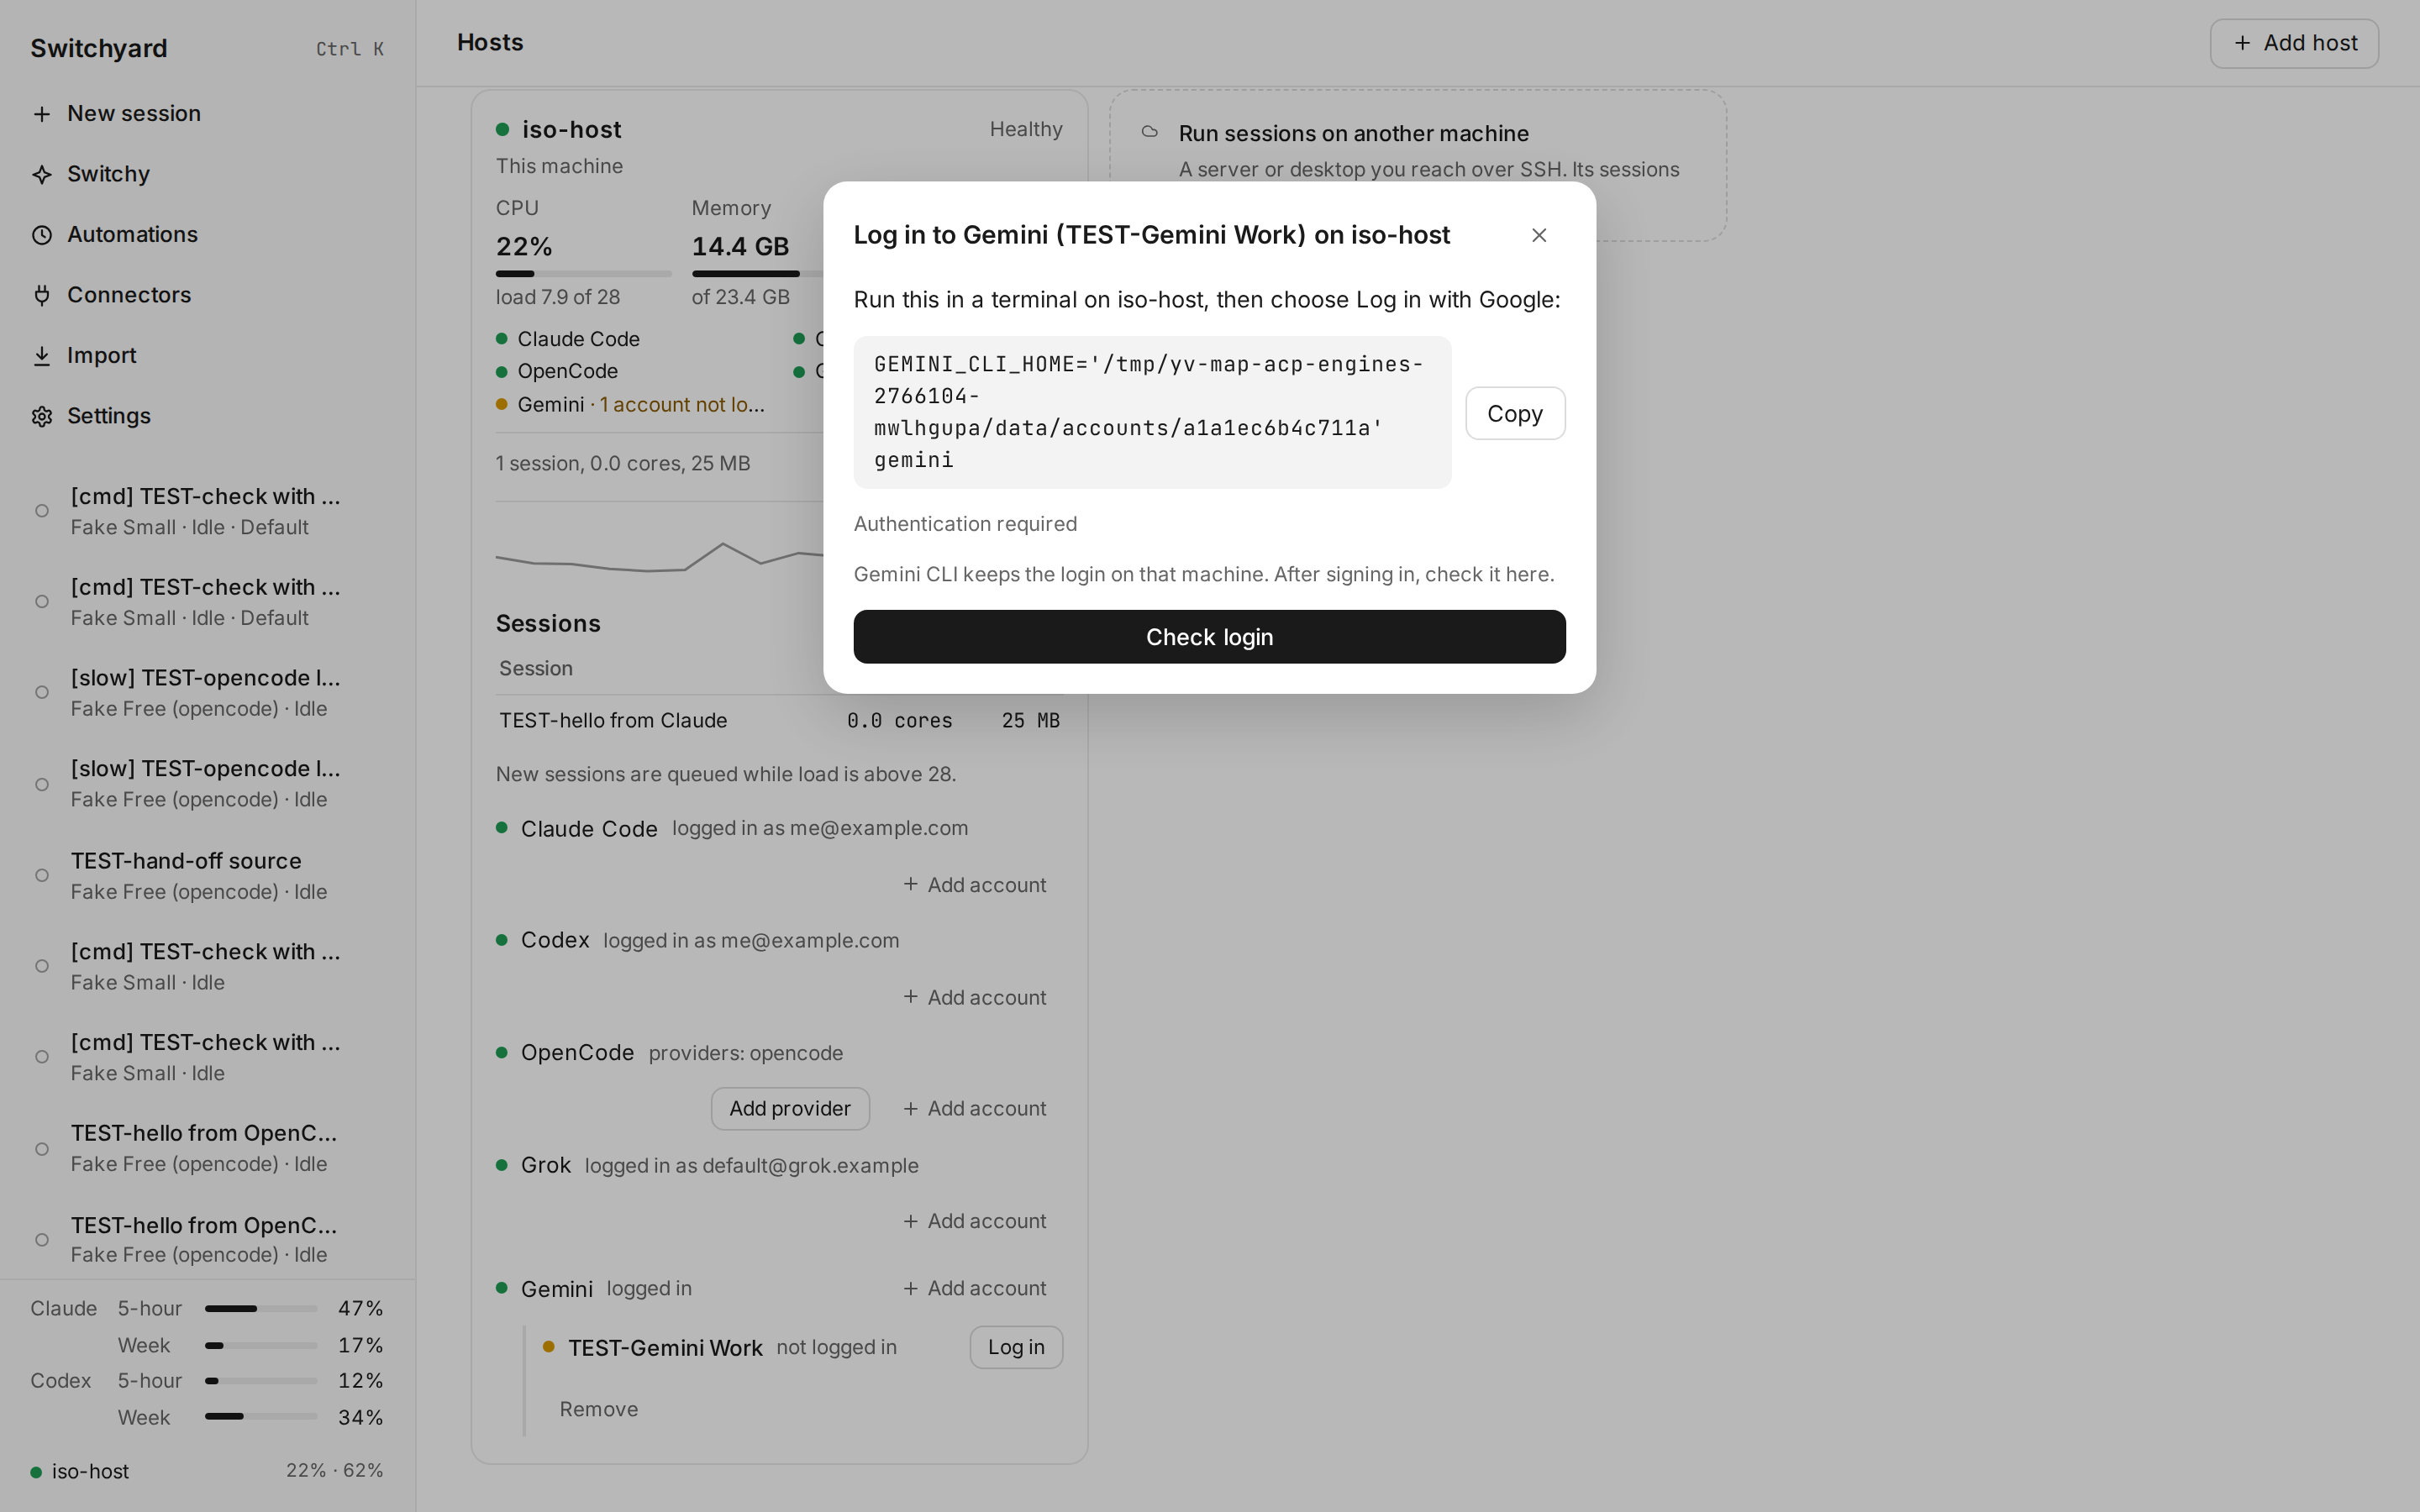 Switchyard
Ctrl K
New session
Switchy
Automations
Connectors
Import
Settings
[cmd] TEST-check with ...
Fake Small · Idle · Default
[cmd] TEST-check with ...
Fake Small · Idle · Default
[slow] TEST-opencode l...
Fake Free (opencode) · Idle
[slow] TEST-opencode l...
Fake Free (opencode) · Idle
TEST-hand-off source
Fake Free (opencode) · Idle
[cmd] TEST-check with ...
Fake Small · Idle
[cmd] TEST-check with ...
Fake Small · Idle
TEST-hello from OpenC...
Fake Free (opencode) · Idle
TEST-hello from OpenC...
Fake Free (opencode) · Idle
Claude 5-hour 47%
Week 17%
Codex 5-hour 12%
Week 34%
iso-host 22% · 62%
Hosts
+ Add host
iso-host Healthy
This machine
CPU Memory
22% 14.4 GB
load 7.9 of 28 of 23.4 GB
Claude Code
OpenCode
Gemini · 1 account not lo...
1 session, 0.0 cores, 25 MB
Sessions
Session
TEST-hello from Claude 0.0 cores 25 MB
New sessions are queued while load is above 28.
Claude Code logged in as me@example.com
+ Add account
Codex logged in as me@example.com
+ Add account
OpenCode providers: opencode
Add provider + Add account
Grok logged in as default@grok.example
+ Add account
Gemini logged in + Add account
TEST-Gemini Work not logged in Log in
Remove
Run sessions on another machine
A server or desktop you reach over SSH. Its sessions
Log in to Gemini (TEST-Gemini Work) on iso-host
Run this in a terminal on iso-host, then choose Log in with Google:
GEMINI_CLI_HOME='/tmp/yv-map-acp-engines-
2766104-
mwlhgupa/data/accounts/a1a1ec6b4c711a'
gemini
Copy
Authentication required
Gemini CLI keeps the login on that machine. After signing in, check it here.
Check login